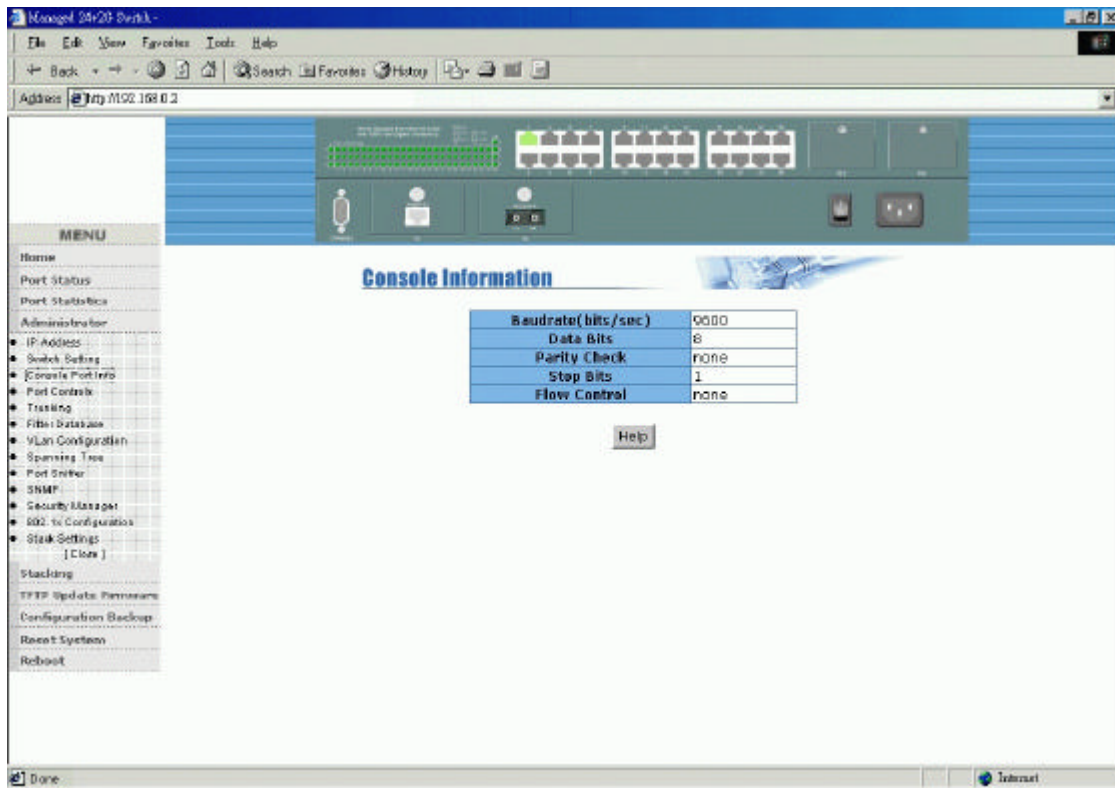 Managed 24+2G Switch -
File Edit View Favorites Tools Help
Back Search Favorites History
Address http://192.168.0.2
MENU
Home
Port Status
Port Statistics
Administrator
IP Address
Switch Setting
Console Port Info
Port Controls
Trunking
Filter Database
VLan Configuration
Spanning Tree
Port Sniffer
SNMP
Security Manager
802.1x Configuration
Stack Settings
[ Close ]
Stacking
TFTP Update Firmware
Configuration Backup
Reset System
Reboot
Console Information
Baudrate(bits/sec) 9600
Data Bits 8
Parity Check none
Stop Bits 1
Flow Control none
Help
Done
Internet